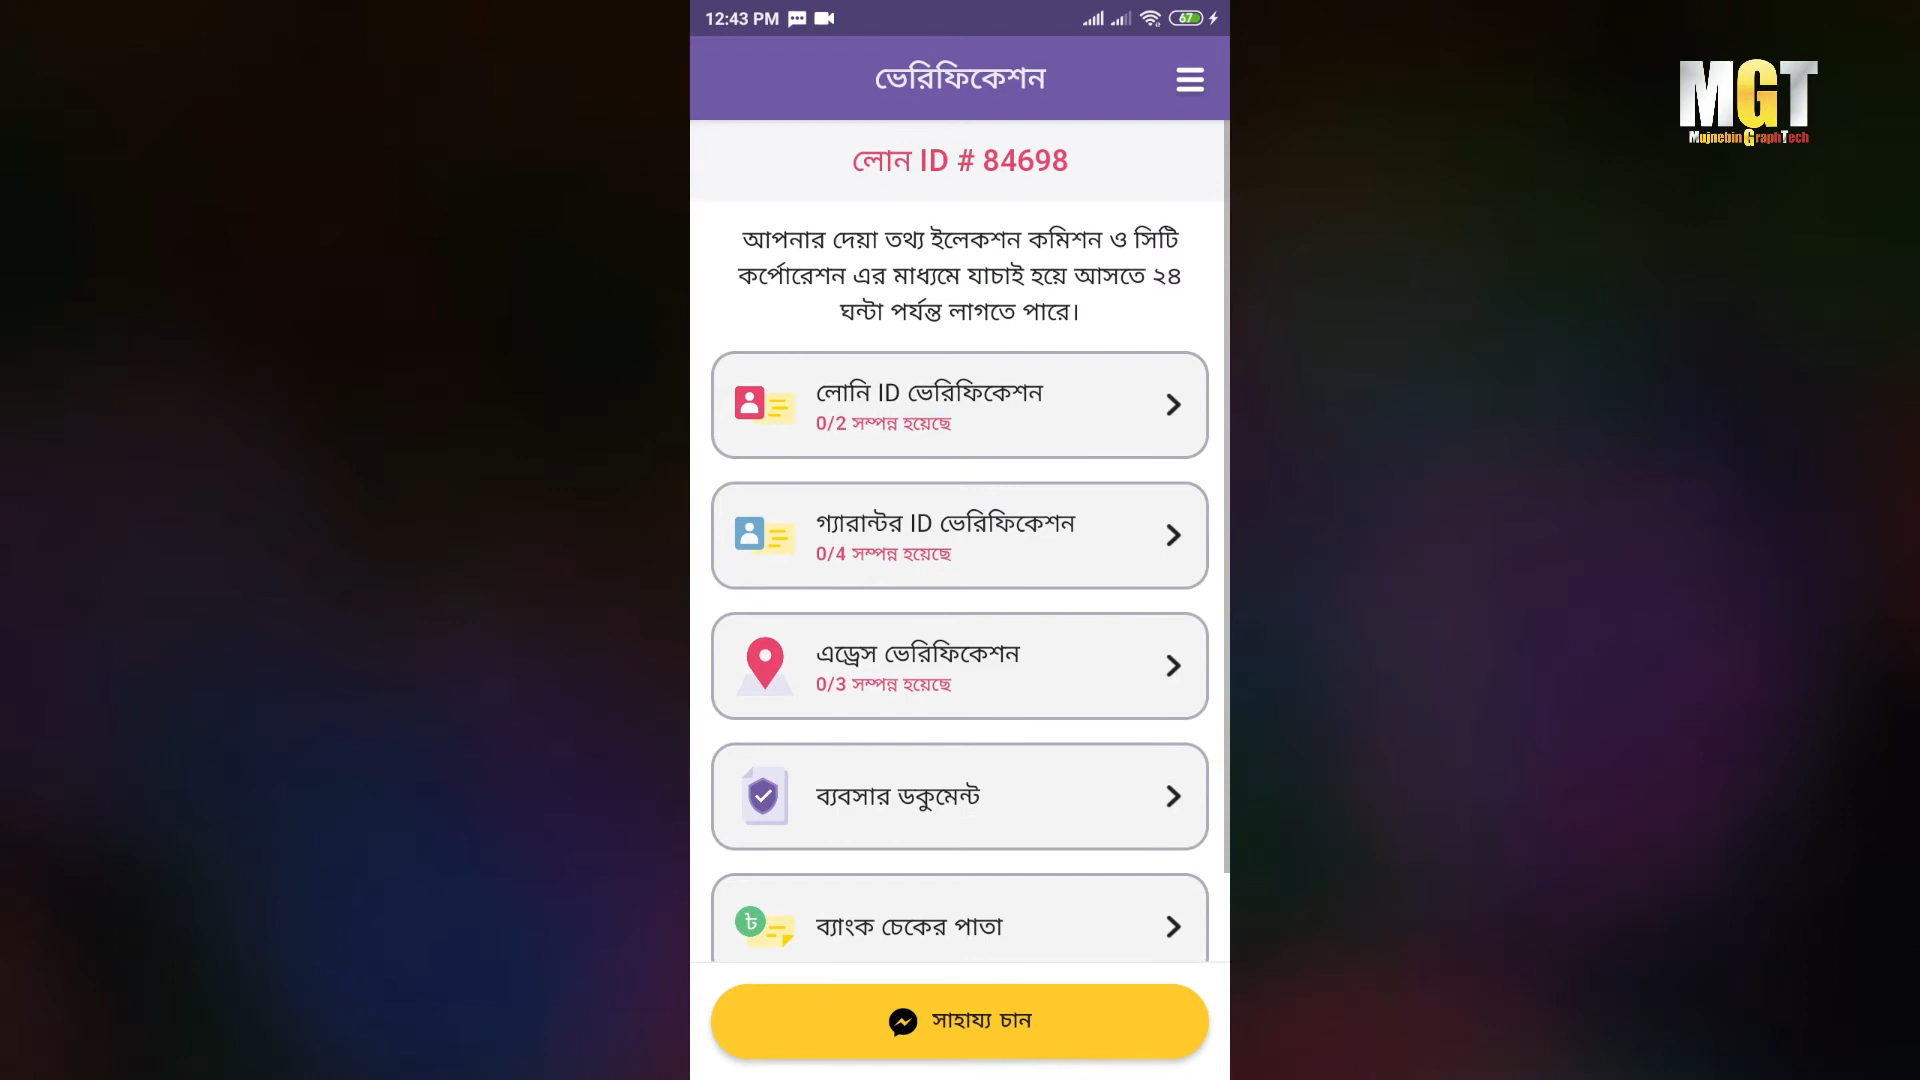 12:43 PM
67
ভেরিফিকেশন
MGT
Mujnebin GraphTech
লোন ID # 84698
আপনার দেয়া তথ্য ইলেকশন কমিশন ও সিটি
কর্পোরেশন এর মাধ্যমে যাচাই হয়ে আসতে ২৪
ঘন্টা পর্যন্ত লাগতে পারে।
লোনি ID ভেরিফিকেশন
0/2 সম্পন্ন হয়েছে
গ্যারান্টর ID ভেরিফিকেশন
0/4 সম্পন্ন হয়েছে
এড্রেস ভেরিফিকেশন
0/3 সম্পন্ন হয়েছে
ব্যবসার ডকুমেন্ট
৳
ব্যাংক চেকের পাতা
সাহায্য চান